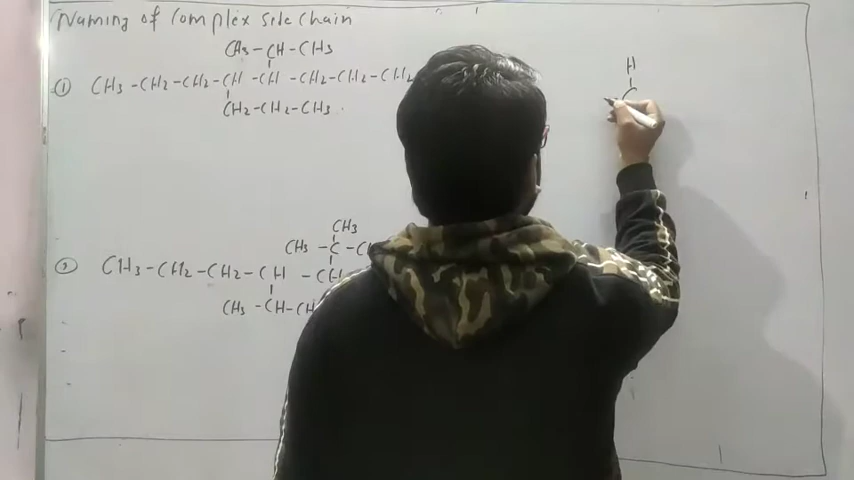 Naming of Complex side chain
CH3 - CH - CH3
① CH3 - CH2 - CH2 - CH - CH - CH2 - CH2 - CH2
CH2 - CH2 - CH3
H
C
CH3
CH3 - C - C
② CH3 - CH2 - CH2 - CH - CH
CH3 - CH - CH